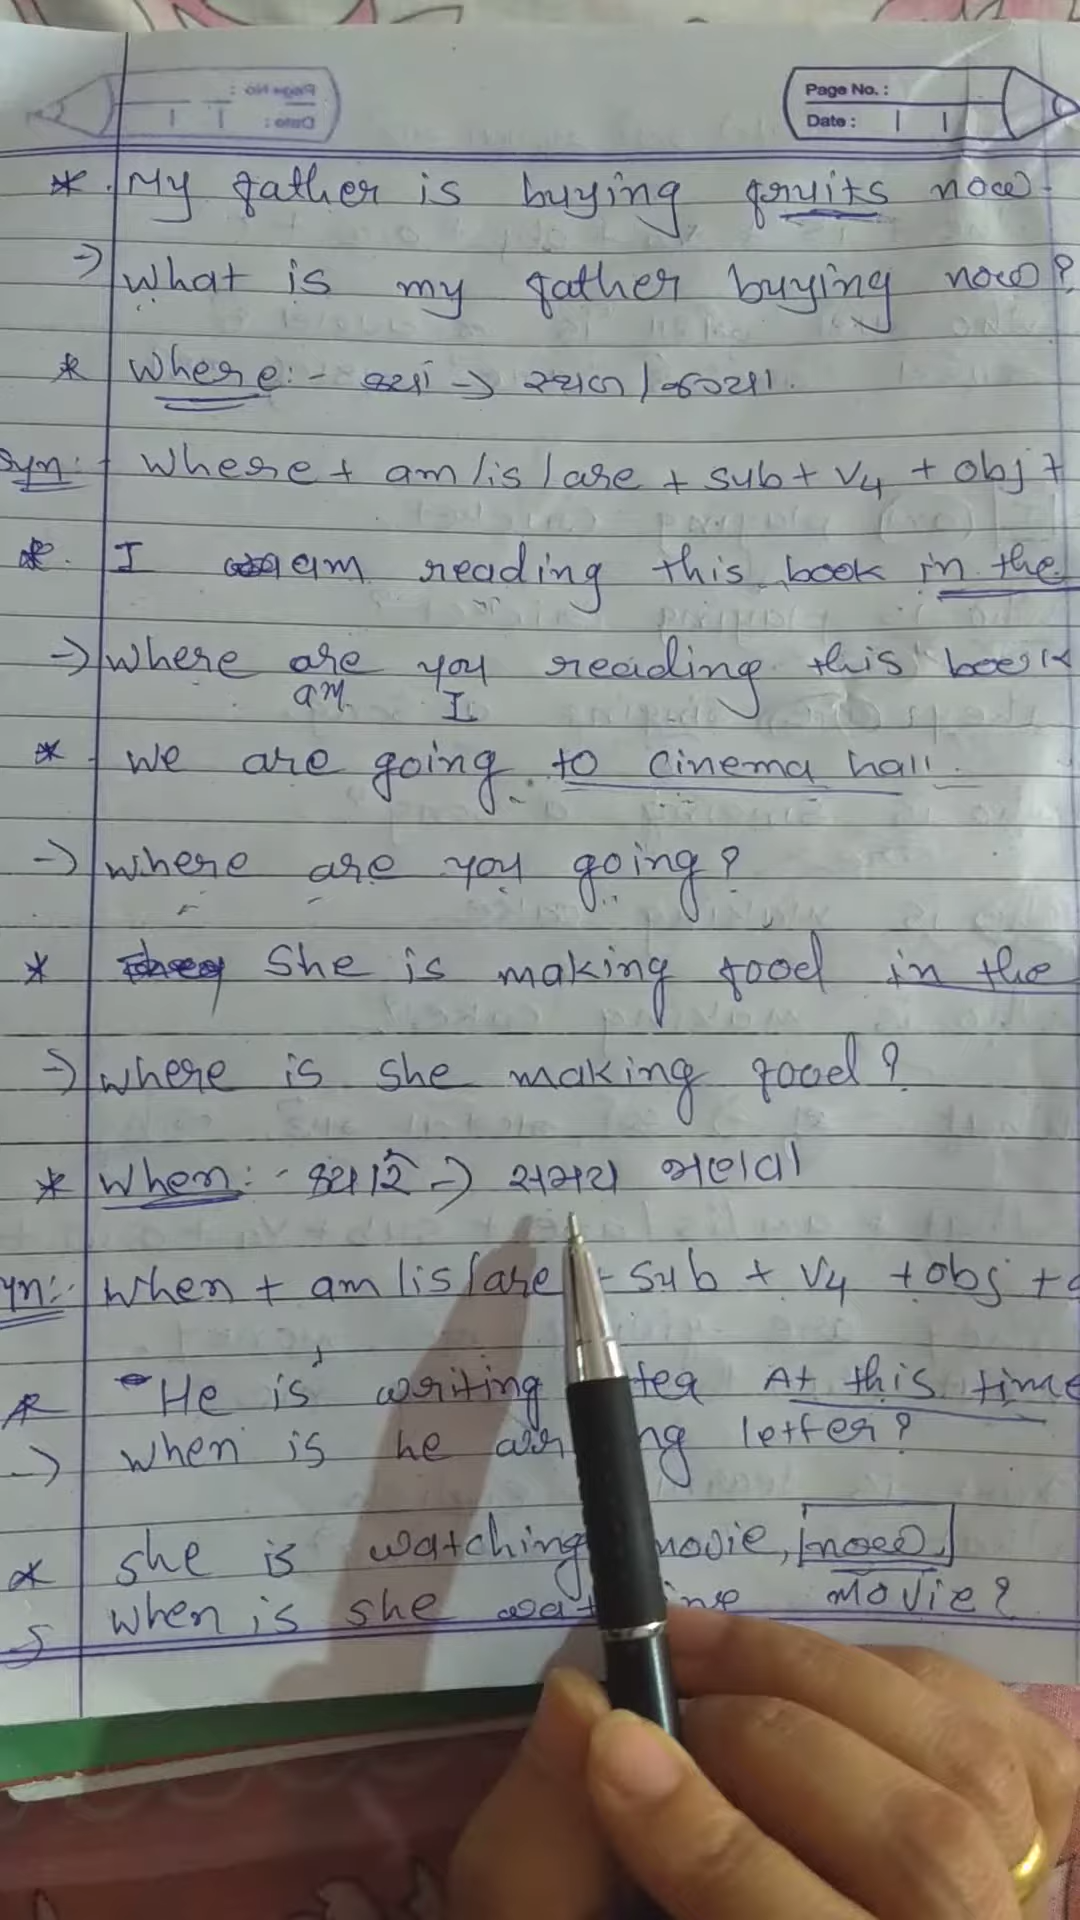 Page No. :
Date :
* My father is buying fruits now.
→ What is my father buying now?
* Where:- ક્યાં → સ્થળ / જગ્યા.
Syn:- Where + am/is/are + sub + V4 + obj +
* I am reading this book in the
→ Where are you reading this book
am I
* We are going to cinema hall.
→ Where are you going?
* She is making food in the
→ Where is she making food?
* When:- ક્યારે → સમય
yn:- When + am/is/are + sub + V4 + obj +
* He is writing At this time
→ When is he letter?
* She is watching movie, now.
→ When is she movie?